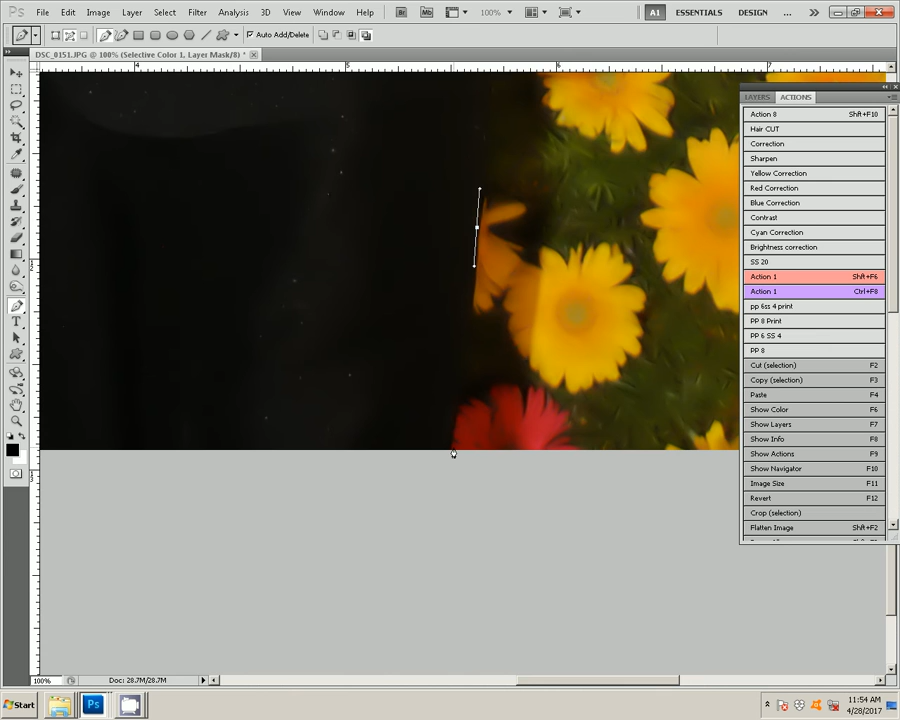 Ps File Edit Image Layer Select Filter Analysis 3D View Window Help Br Mb 100% A1 ESSENTIALS DESIGN ...
Auto Add/Delete
DSC_0151.JPG @ 100% (Selective Color 1, Layer Mask/8) *
4 5 6 7
LAYERS ACTIONS
Action 8 Shft+F10
Hair CUT
Correction
Sharpen
Yellow Correction
Red Correction
Blue Correction
Contrast
Cyan Correction
Brightness correction
SS 20
Action 1 Shft+F6
Action 1 Ctrl+F8
pp 6ss 4 print
PP 8 Print
PP 6 SS 4
PP 8
Cut (selection) F2
Copy (selection) F3
Paste F4
Show Color F6
Show Layers F7
Show Info F8
Show Actions F9
Show Navigator F10
Image Size F11
Revert F12
Crop (selection)
Flatten Image Shft+F2
100% Doc: 28.7M/28.7M
Start Ps 11:54 AM
4/28/2017